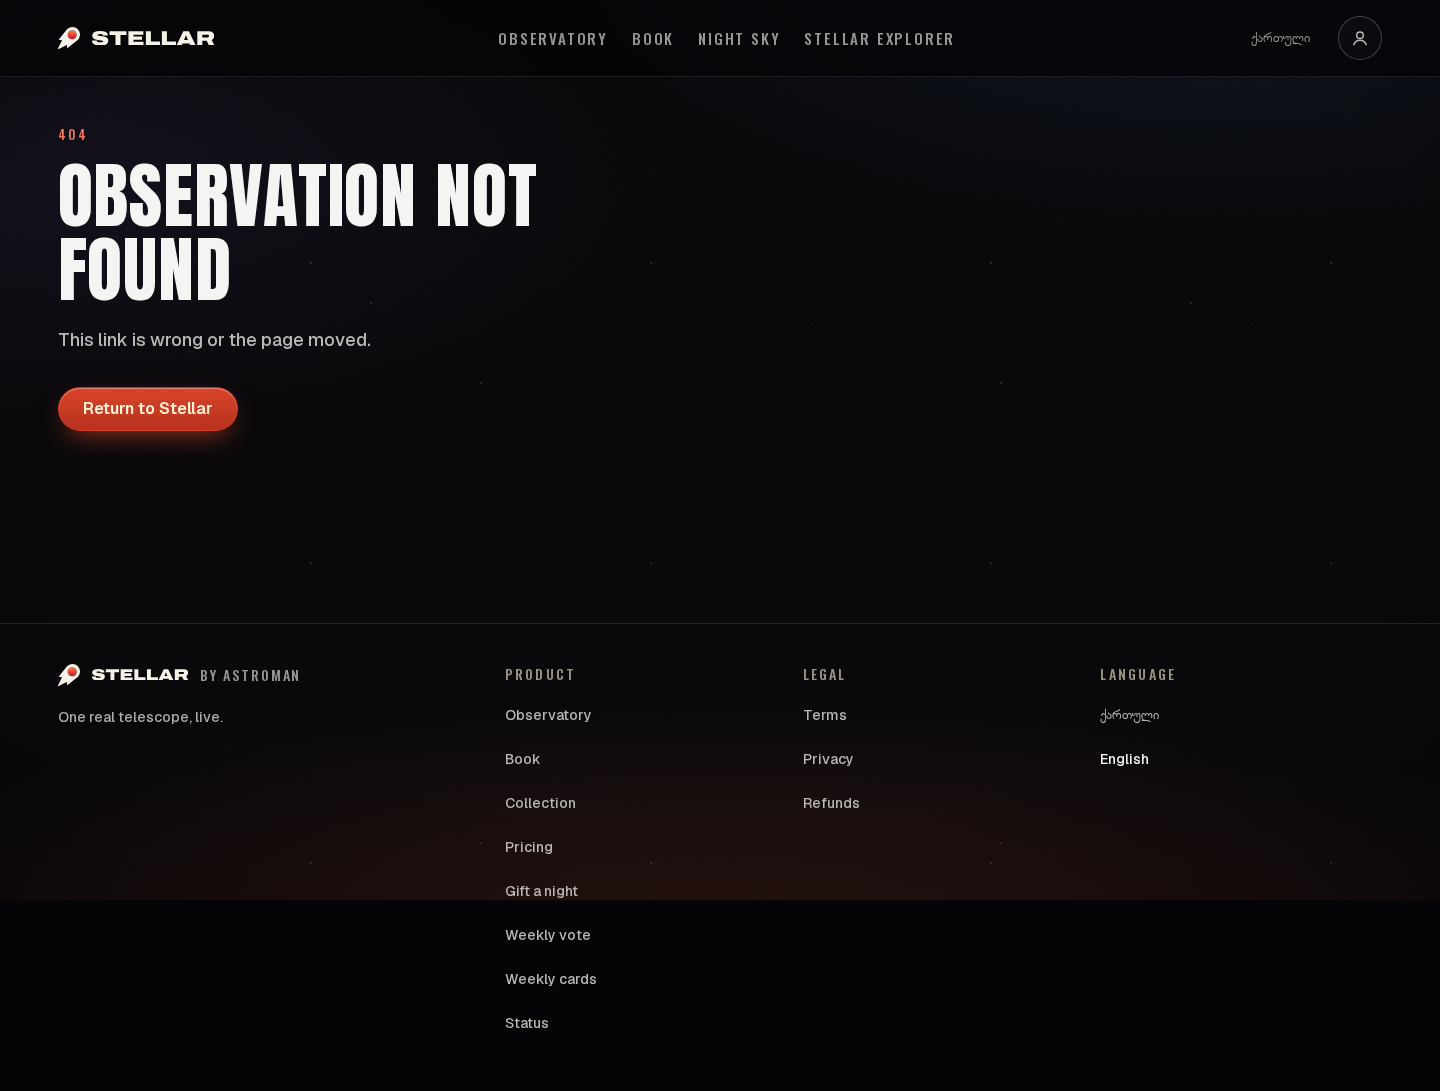 STELLAR
OBSERVATORY BOOK NIGHT SKY STELLAR EXPLORER
ქართული
404
OBSERVATION NOT
FOUND
This link is wrong or the page moved.
Return to Stellar
STELLAR BY ASTROMAN
One real telescope, live.
PRODUCT
Observatory
Book
Collection
Pricing
Gift a night
Weekly vote
Weekly cards
Status
LEGAL
Terms
Privacy
Refunds
LANGUAGE
ქართული
English